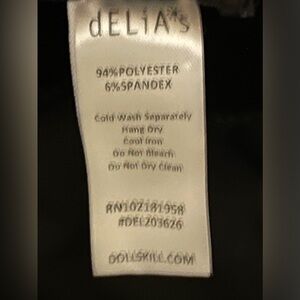 dELiA*s
94%POLYESTER
6%SPANDEX
Cold Wash Separately
Hang Dry
Cool Iron
Do Not Bleach
Do Not Dry Clean
RN102181958
#DEL203626
DOLLSKILL.COM